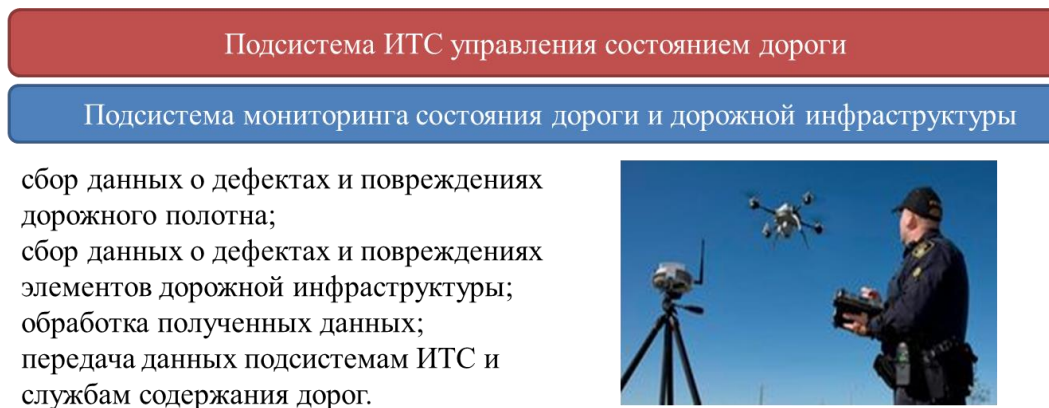 Подсистема ИТС управления состоянием дороги
Подсистема мониторинга состояния дороги и дорожной инфраструктуры
сбор данных о дефектах и повреждениях
дорожного полотна;
сбор данных о дефектах и повреждениях
элементов дорожной инфраструктуры;
обработка полученных данных;
передача данных подсистемам ИТС и
службам содержания дорог.